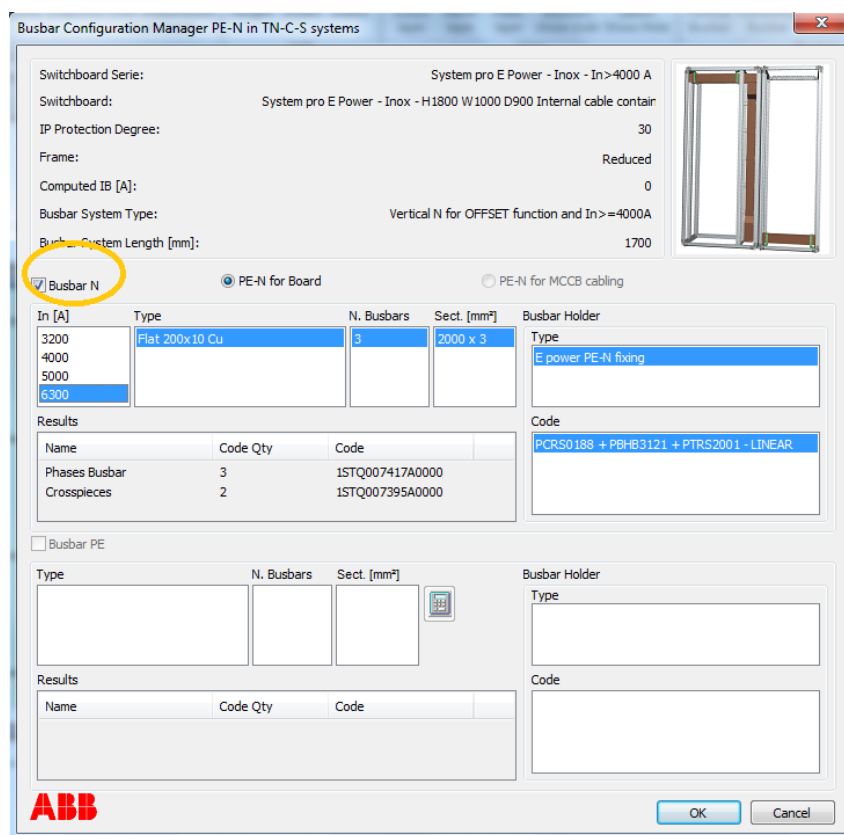 Busbar Configuration Manager PE-N in TN-C-S systems
Switchboard Serie: System pro E Power - Inox - In>4000 A
Switchboard: System pro E Power - Inox - H1800 W1000 D900 Internal cable contain
IP Protection Degree: 30
Frame: Reduced
Computed IB [A]: 0
Busbar System Type: Vertical N for OFFSET function and In>=4000A
Busbar System Length [mm]: 1700
Busbar N PE-N for Board PE-N for MCCB cabling
In [A] Type N. Busbars Sect. [mm²] Busbar Holder
Type
3200 Flat 200x10 Cu 3 2000 x 3
4000
5000
6300
E power PE-N fixing
Results
Code
Name Code Qty Code
Phases Busbar 3 1STQ007417A0000
Crosspieces 2 1STQ007395A0000
PCRS0188 + PBHB3121 + PTRS2001 - LINEAR
Busbar PE
Type N. Busbars Sect. [mm²] Busbar Holder
Type
Results
Code
Name Code Qty Code
ABB
OK Cancel